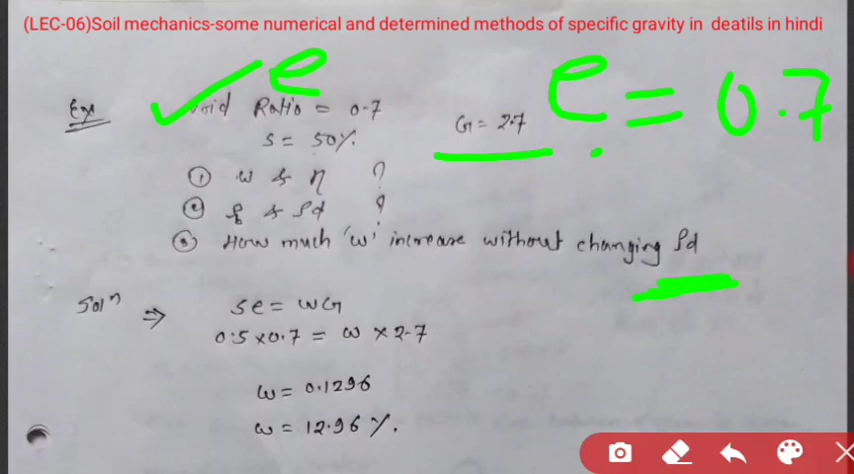 (LEC-06)Soil mechanics-some numerical and determined methods of specific gravity in deatils in hindi
e
e = 0.7
Ex Void Ratio = 0.7
S = 50%. G = 2.7
① w & η ?
② ρ & ρd ?
③ How much 'w' increase without changing ρd
Solⁿ ⇒ Se = wG
0.5 x 0.7 = w x 2.7
w = 0.1296
w = 12.96 %.